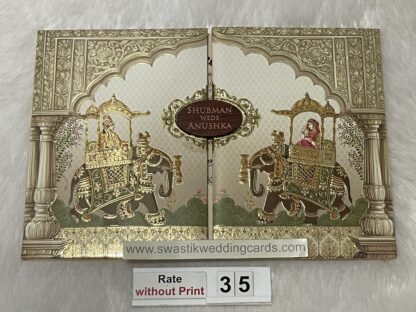 SHUBMAN
WEDS
ANUSHKA
www.swastikweddingcards.com
Rate
without Print
35